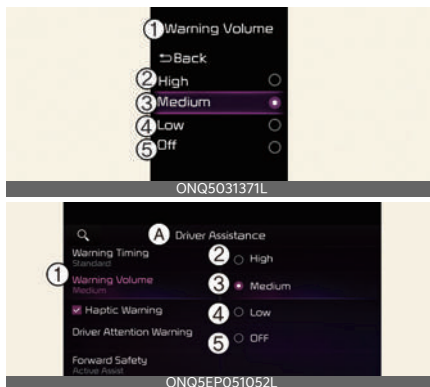 ① Warning Volume
⮌ Back
② High
③ Medium
④ Low
⑤ Off
ONQ5031371L
Ⓐ Driver Assistance
Warning Timing
Standard
① Warning Volume
Medium
Haptic Warning
Driver Attention Warning
Forward Safety
Active Assist
② High
③ Medium
④ Low
⑤ OFF
ONQ5EP051052L